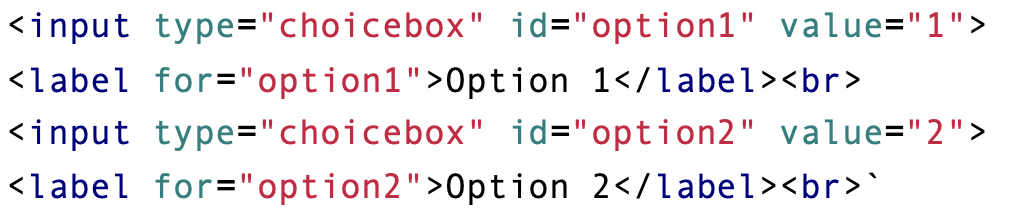 <input type="choicebox" id="option1" value="1">
<label for="option1">Option 1</label><br>
<input type="choicebox" id="option2" value="2">
<label for="option2">Option 2</label><br>`